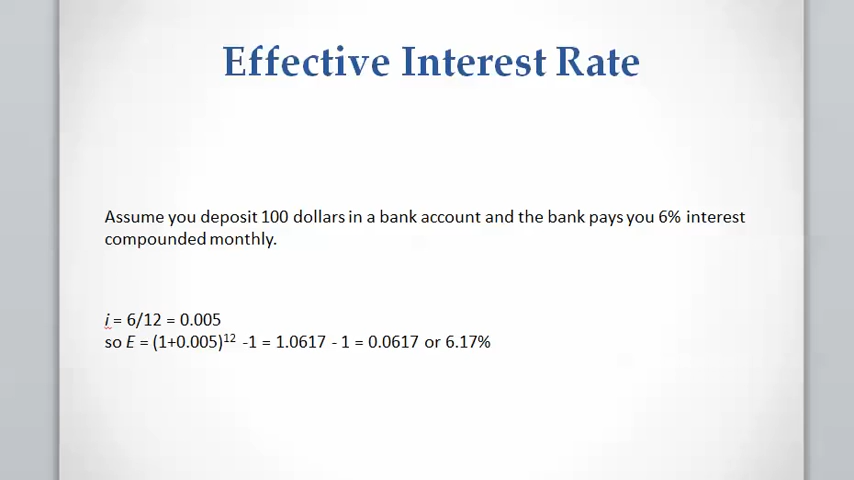 Effective Interest Rate
Assume you deposit 100 dollars in a bank account and the bank pays you 6% interest
compounded monthly.
i = 6/12 = 0.005
so E = (1+0.005)¹² -1 = 1.0617 - 1 = 0.0617 or 6.17%